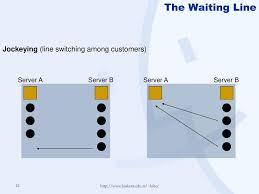 The Waiting Line
Jockeying (line switching among customers)
Server A Server B Server A Server B